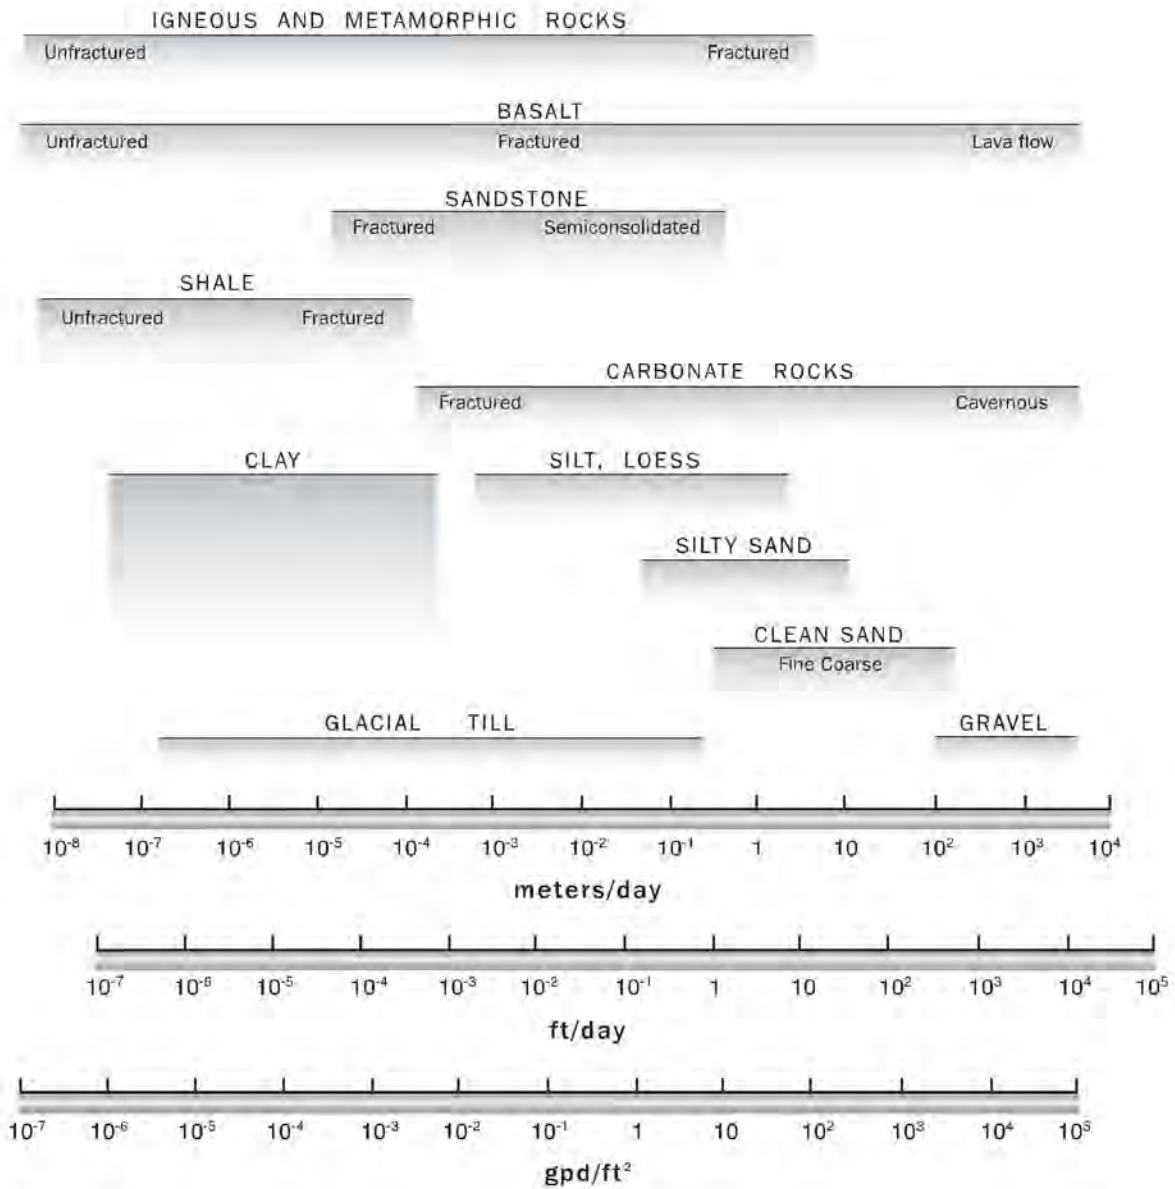 IGNEOUS AND METAMORPHIC ROCKS
Unfractured Fractured
BASALT
Unfractured Fractured Lava flow
SANDSTONE
Fractured Semiconsolidated
SHALE
Unfractured Fractured
CARBONATE ROCKS
Fractured Cavernous
CLAY SILT, LOESS
SILTY SAND
CLEAN SAND
Fine Coarse
GLACIAL TILL GRAVEL
10⁻⁸ 10⁻⁷ 10⁻⁶ 10⁻⁵ 10⁻⁴ 10⁻³ 10⁻² 10⁻¹ 1 10 10² 10³ 10⁴
meters/day
10⁻⁷ 10⁻⁶ 10⁻⁵ 10⁻⁴ 10⁻³ 10⁻² 10⁻¹ 1 10 10² 10³ 10⁴ 10⁵
ft/day
10⁻⁷ 10⁻⁶ 10⁻⁵ 10⁻⁴ 10⁻³ 10⁻² 10⁻¹ 1 10 10² 10³ 10⁴ 10⁵
gpd/ft²